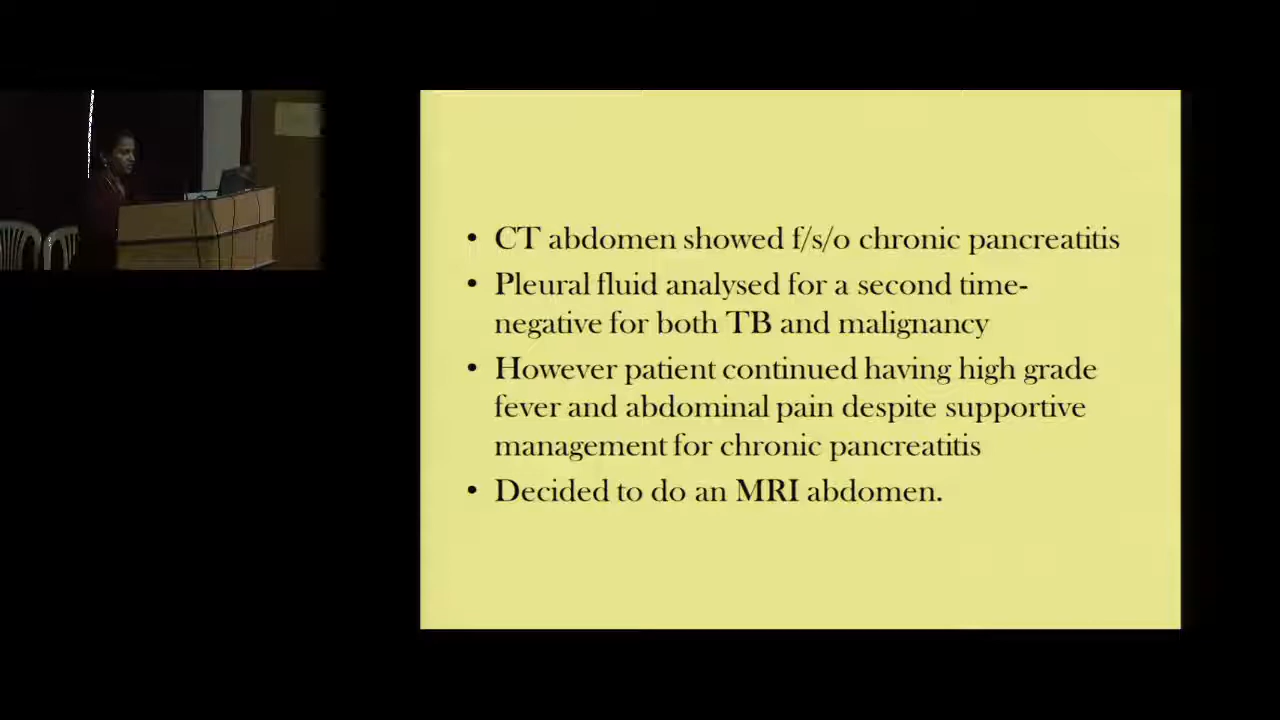 • CT abdomen showed f/s/o chronic pancreatitis
• Pleural fluid analysed for a second time-
negative for both TB and malignancy
• However patient continued having high grade
fever and abdominal pain despite supportive
management for chronic pancreatitis
• Decided to do an MRI abdomen.